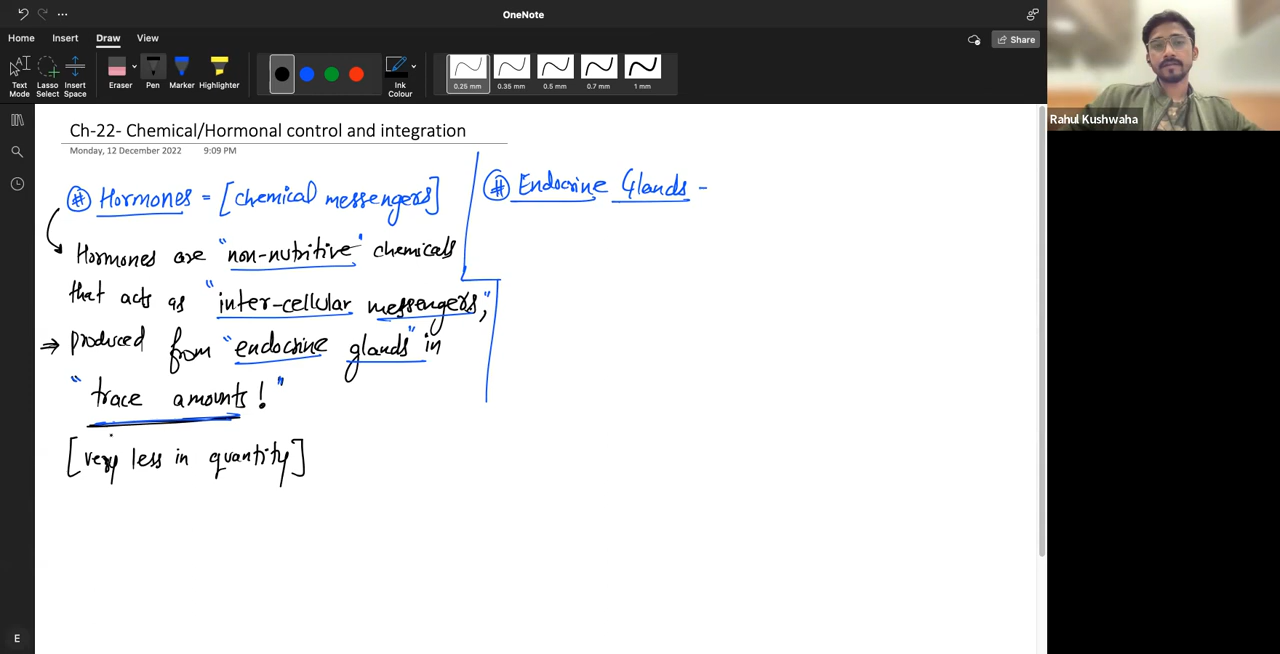 OneNote
Home Insert Draw View
Share
Text Mode
Lasso Select
Insert Space
Eraser
Pen
Marker
Highlighter
Ink Colour
0.25 mm
0.35 mm
0.5 mm
0.7 mm
1 mm
Rahul Kushwaha
Ch-22- Chemical/Hormonal control and integration
Monday, 12 December 2022 9:09 PM
# Hormones = [chemical messengers]
Hormones are "non-nutritive" chemicals
that acts as "inter-cellular messengers,"
⇒ produced from "endocrine glands" in
"trace amounts!"
[very less in quantity]
# Endocrine Glands -
E